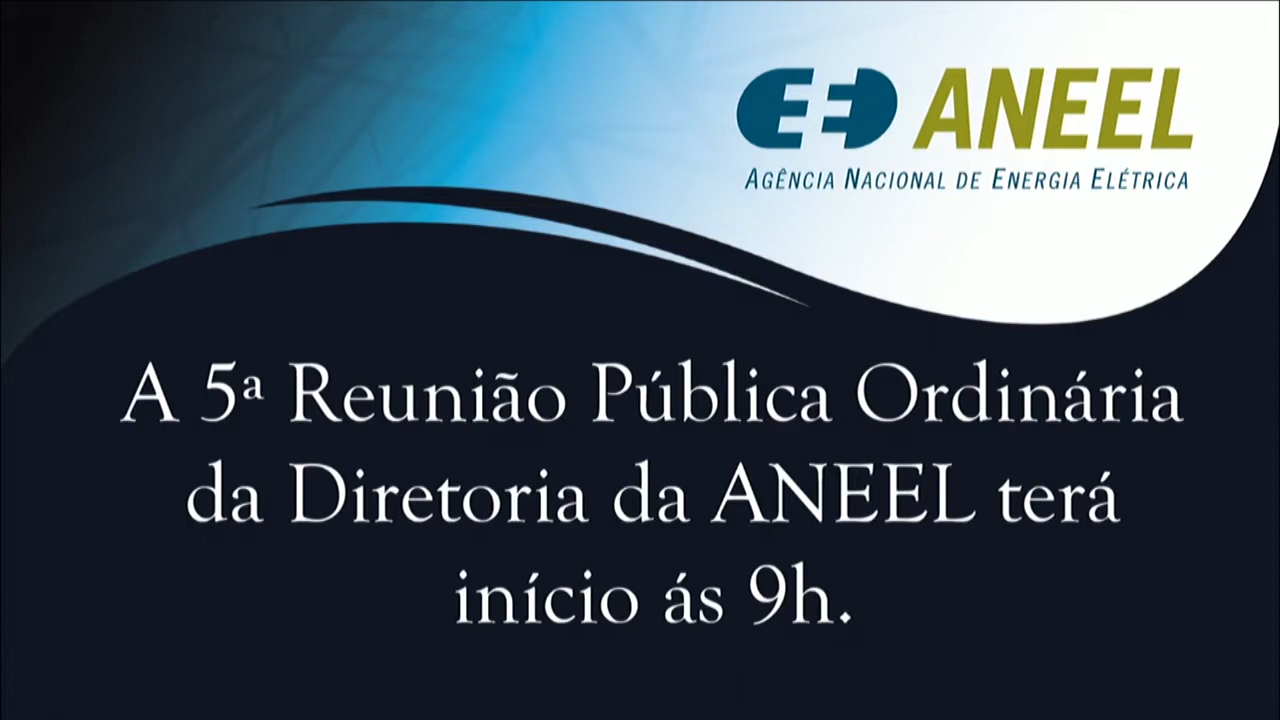 ANEEL
AGÊNCIA NACIONAL DE ENERGIA ELÉTRICA
A 5ª Reunião Pública Ordinária
da Diretoria da ANEEL terá
início ás 9h.